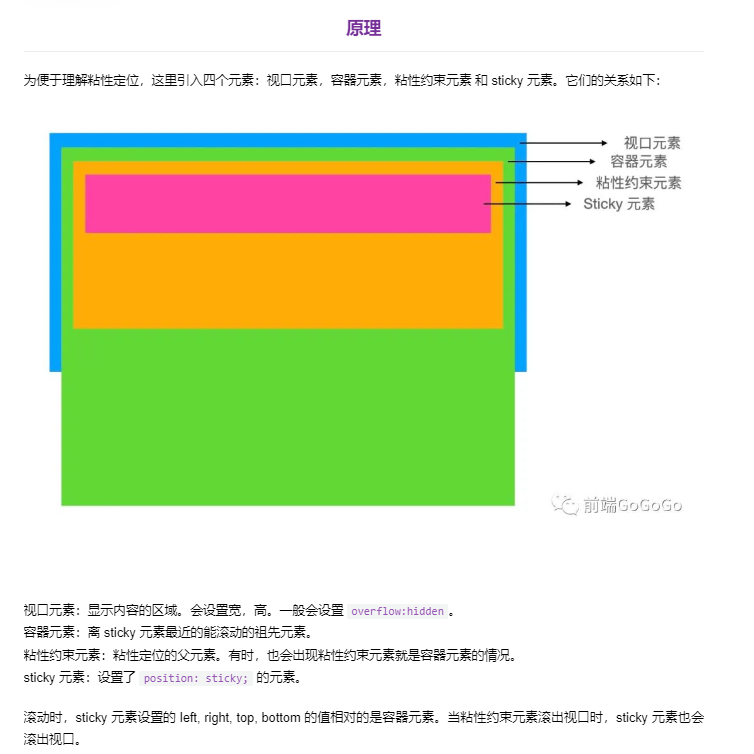 原理
为便于理解粘性定位，这里引入四个元素：视口元素，容器元素，粘性约束元素 和 sticky 元素。它们的关系如下：
视口元素
容器元素
粘性约束元素
Sticky 元素
前端GoGoGo
视口元素：显示内容的区域。会设置宽，高。一般会设置 overflow:hidden 。
容器元素：离 sticky 元素最近的能滚动的祖先元素。
粘性约束元素：粘性定位的父元素。有时，也会出现粘性约束元素就是容器元素的情况。
sticky 元素：设置了 position: sticky; 的元素。
滚动时，sticky 元素设置的 left, right, top, bottom 的值相对的是容器元素。当粘性约束元素滚出视口时，sticky 元素也会
滚出视口。